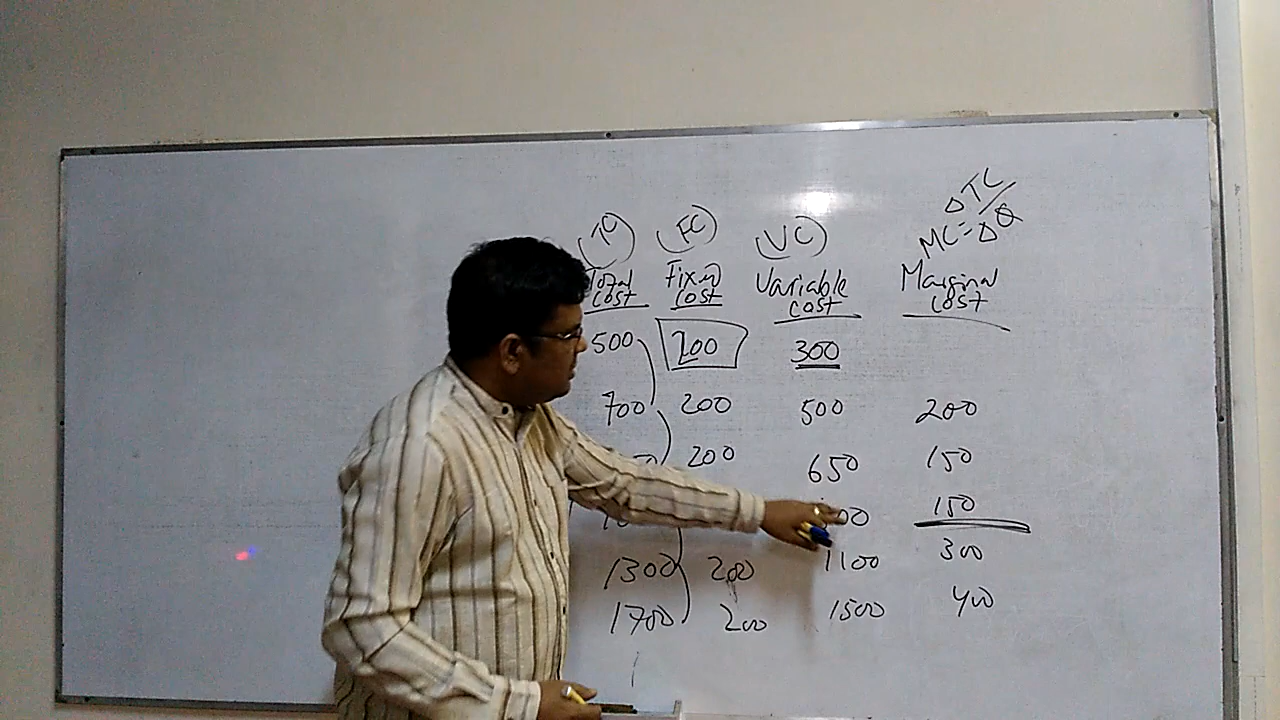 ΔTC/
(TC) (FC) (VC) MC= ΔQ
Total Fixed Variable Marginal
cost cost cost cost
500 200 300
700 200 500 200
200 650 150
150
1300 200 1100 300
1700 200 1500 400